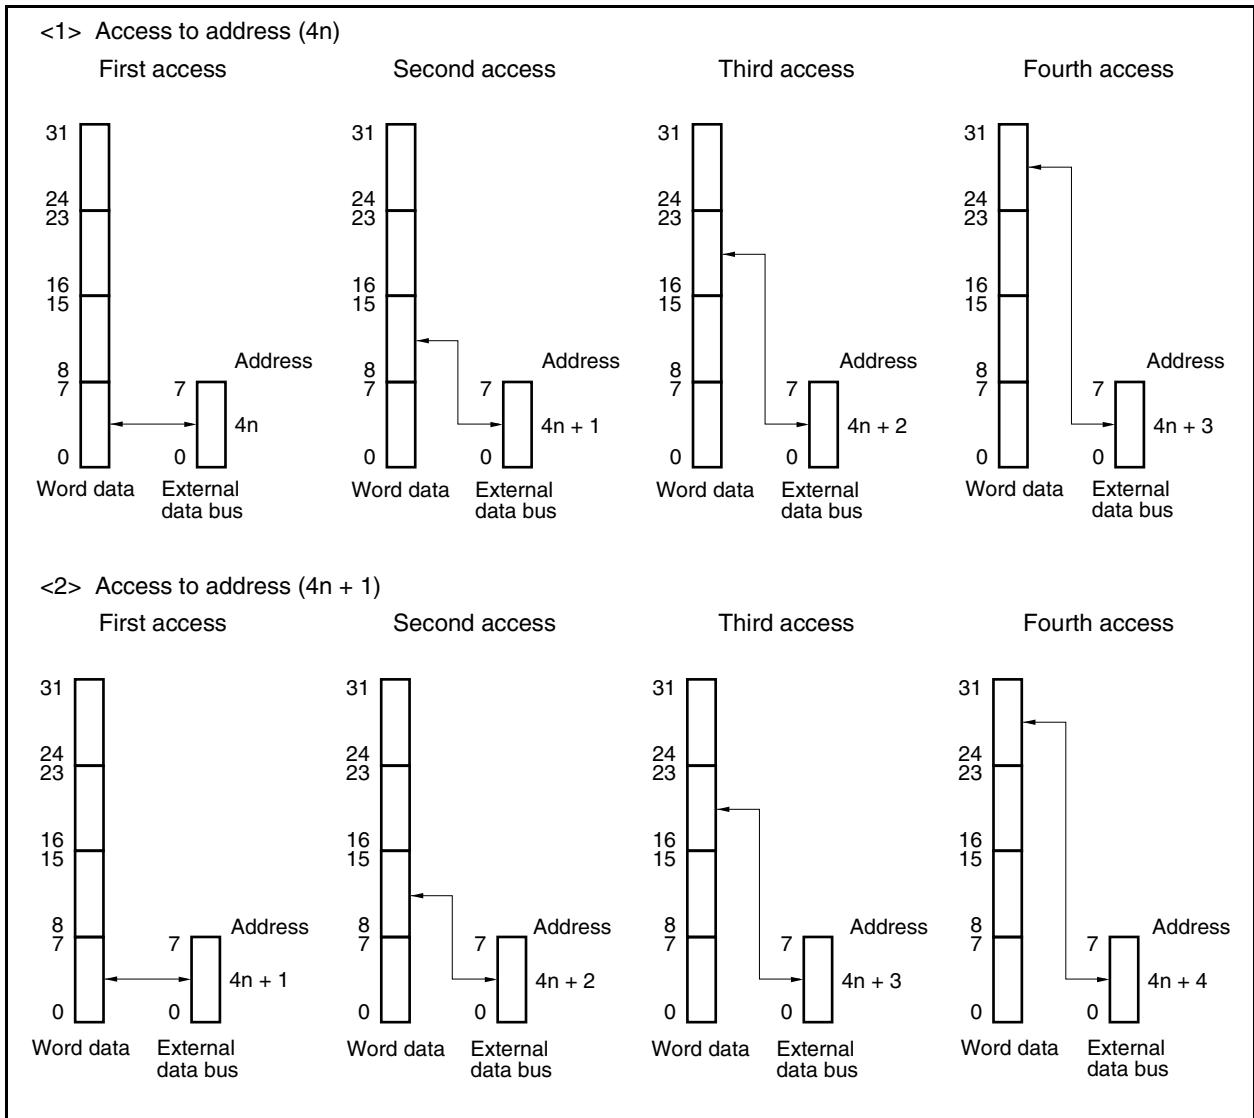 <1> Access to address (4n)
First access Second access Third access Fourth access
31 31 31 31
24 24 24 24
23 23 23 23
16 16 16 16
15 15 15 15
Address Address Address Address
8 8 8 8
7 7 7 7 7 7 7 7
4n 4n + 1 4n + 2 4n + 3
0 0 0 0 0 0 0 0
Word data External Word data External Word data External Word data External
data bus data bus data bus data bus
<2> Access to address (4n + 1)
First access Second access Third access Fourth access
31 31 31 31
24 24 24 24
23 23 23 23
16 16 16 16
15 15 15 15
Address Address Address Address
8 8 8 8
7 7 7 7 7 7 7 7
4n + 1 4n + 2 4n + 3 4n + 4
0 0 0 0 0 0 0 0
Word data External Word data External Word data External Word data External
data bus data bus data bus data bus